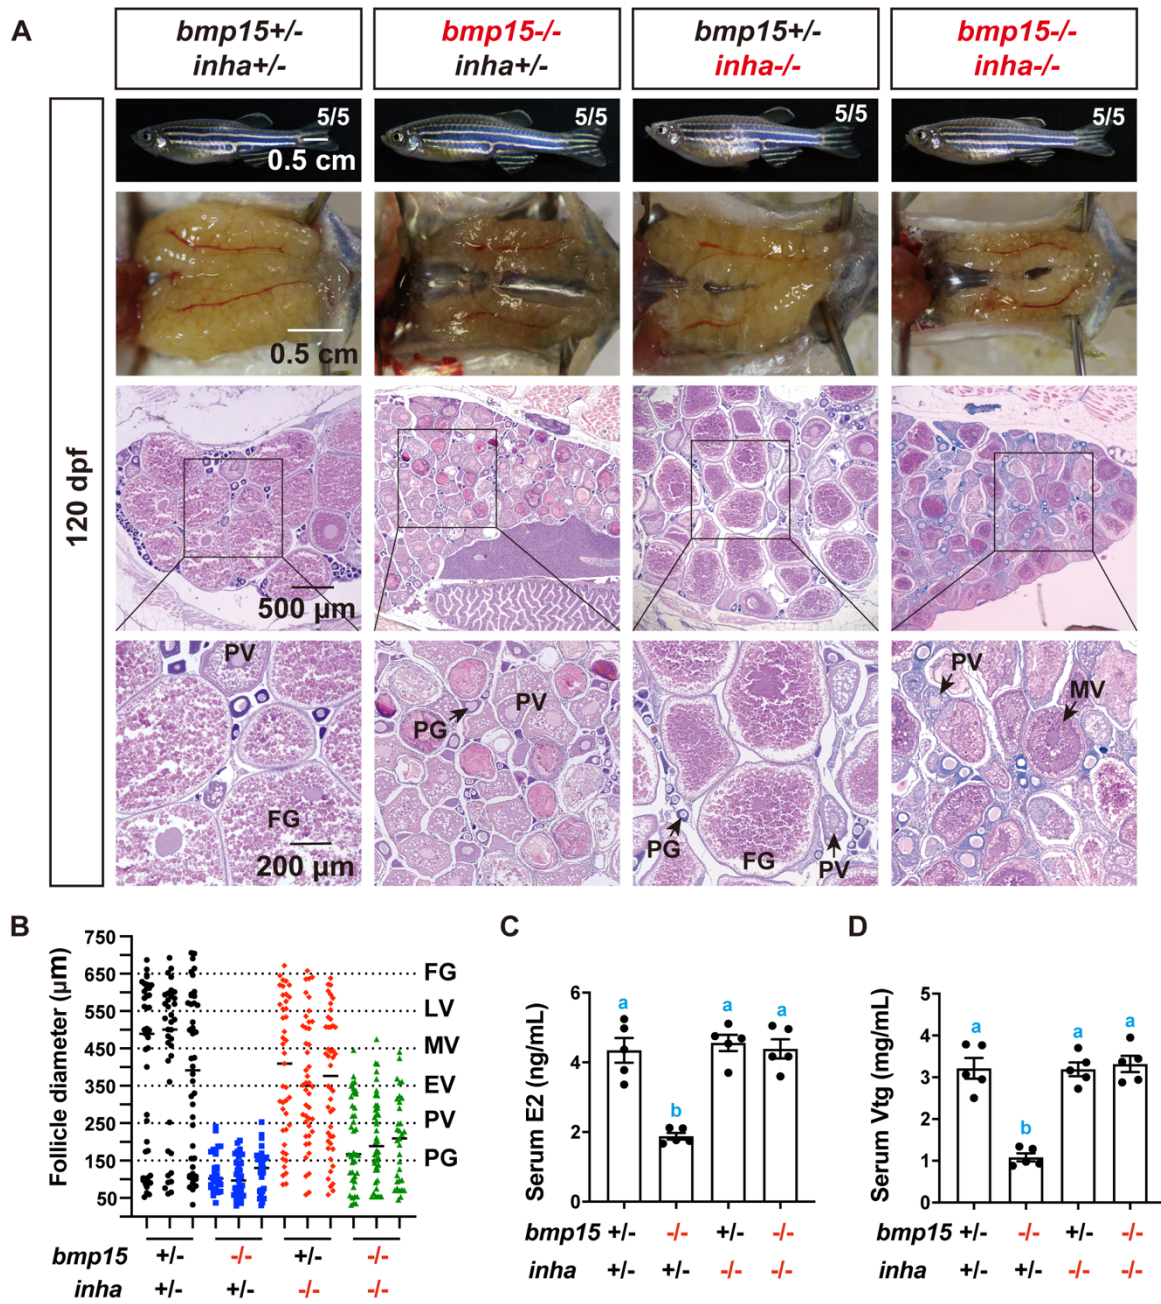 A
bmp15+/-
inha+/-
bmp15-/-
inha+/-
bmp15+/-
inha-/-
bmp15-/-
inha-/-
120 dpf
5/5
0.5 cm
5/5
5/5
5/5
0.5 cm
500 µm
PV
FG
200 µm
PG
PV
PG
FG
PV
PV
MV
B
Follicle diameter (µm)
750
650
550
450
350
250
150
50
FG
LV
MV
EV
PV
PG
bmp15 +/- -/- +/- -/-
inha +/- +/- -/- -/-
C
Serum E2 (ng/mL)
6
4
2
0
a
b
a
a
bmp15 +/- -/- +/- -/-
inha +/- +/- -/- -/-
D
Serum Vtg (mg/mL)
5
4
3
2
1
0
a
b
a
a
bmp15 +/- -/- +/- -/-
inha +/- +/- -/- -/-